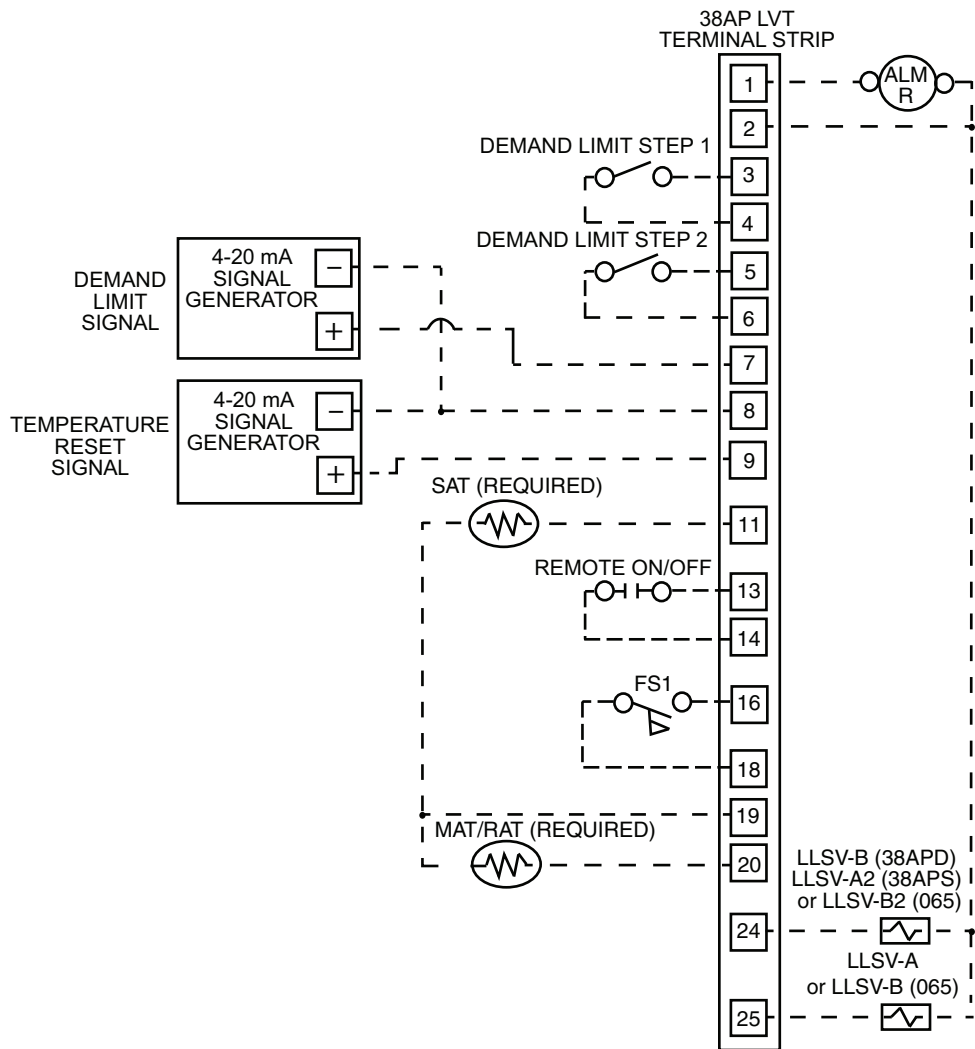 38AP LVT
TERMINAL STRIP
1
ALM
R
2
DEMAND LIMIT STEP 1
3
4
DEMAND LIMIT STEP 2
5
6
DEMAND
LIMIT
SIGNAL
4-20 mA
SIGNAL
GENERATOR
−
+
7
TEMPERATURE
RESET
SIGNAL
4-20 mA
SIGNAL
GENERATOR
−
+
8
9
SAT (REQUIRED)
11
REMOTE ON/OFF
13
14
FS1
16
18
19
MAT/RAT (REQUIRED)
20
LLSV-B (38APD)
LLSV-A2 (38APS)
or LLSV-B2 (065)
24
LLSV-A
or LLSV-B (065)
25